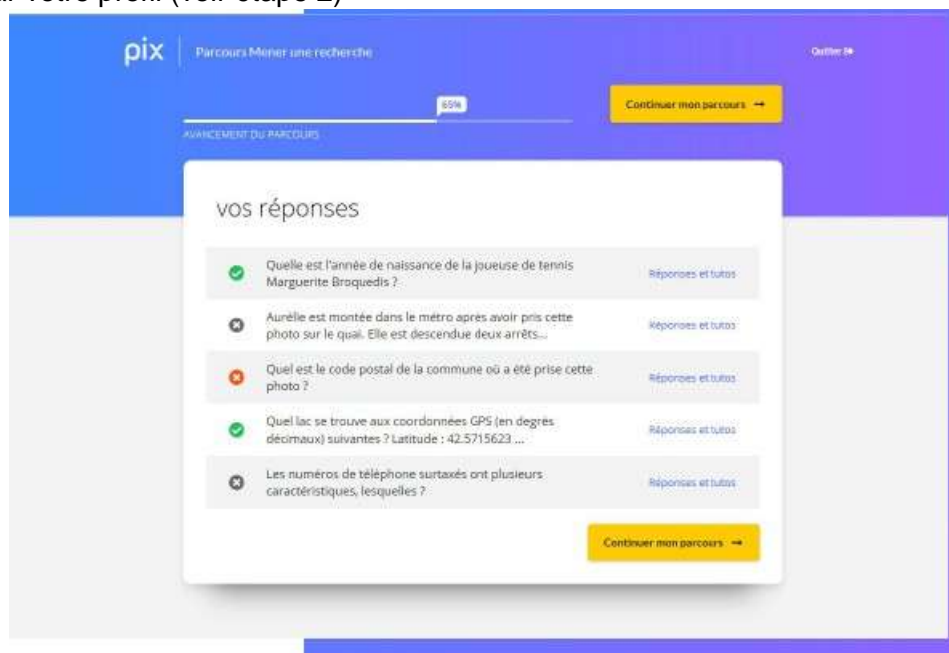 votre profil (voir étape 2)
pix
Parcours Mener une recherche
Quitter
65%
Continuer mon parcours →
AVANCEMENT DU PARCOURS
vos réponses
Quelle est l'année de naissance de la joueuse de tennis
Marguerite Broquedis ?
Réponses et tutos
Aurélie est montée dans le métro après avoir pris cette
photo sur le quai. Elle est descendue deux arrêts...
Réponses et tutos
Quel est le code postal de la commune où a été prise cette
photo ?
Réponses et tutos
Quel lac se trouve aux coordonnées GPS (en degrés
décimaux) suivantes ? Latitude : 42.5715623 ...
Réponses et tutos
Les numéros de téléphone surtaxés ont plusieurs
caractéristiques, lesquelles ?
Réponses et tutos
Continuer mon parcours →